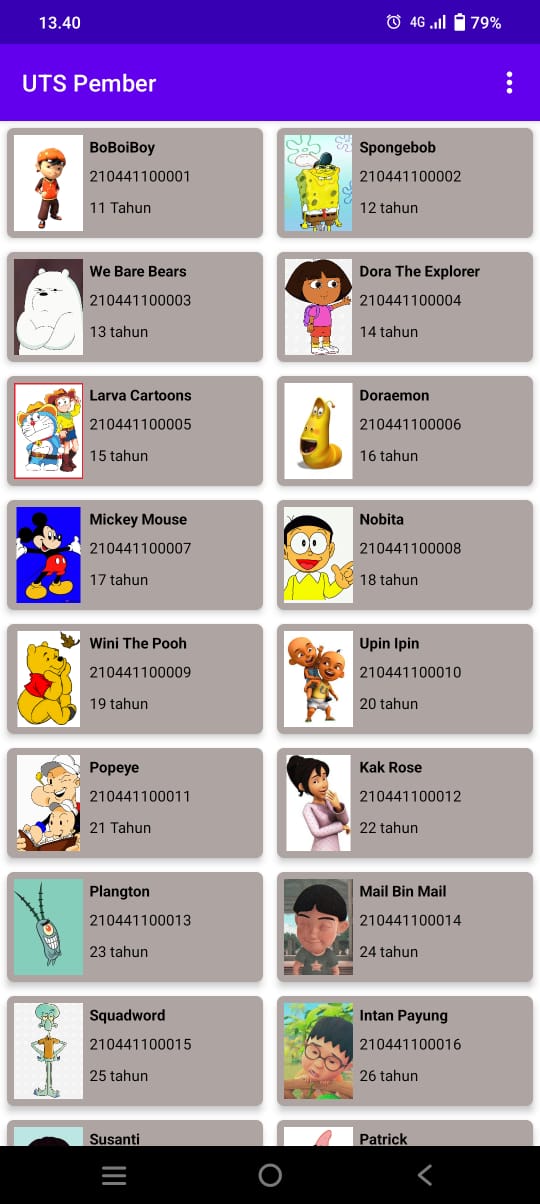 13.40
4G
79%
UTS Pember
BoBoiBoy
210441100001
11 Tahun
Spongebob
210441100002
12 tahun
We Bare Bears
210441100003
13 tahun
Dora The Explorer
210441100004
14 tahun
Larva Cartoons
210441100005
15 tahun
Doraemon
210441100006
16 tahun
Mickey Mouse
210441100007
17 tahun
Nobita
210441100008
18 tahun
Wini The Pooh
210441100009
19 tahun
Upin Ipin
210441100010
20 tahun
Popeye
210441100011
21 Tahun
Kak Rose
210441100012
22 tahun
Plangton
210441100013
23 tahun
Mail Bin Mail
210441100014
24 tahun
Squadword
210441100015
25 tahun
Intan Payung
210441100016
26 tahun
Susanti
Patrick